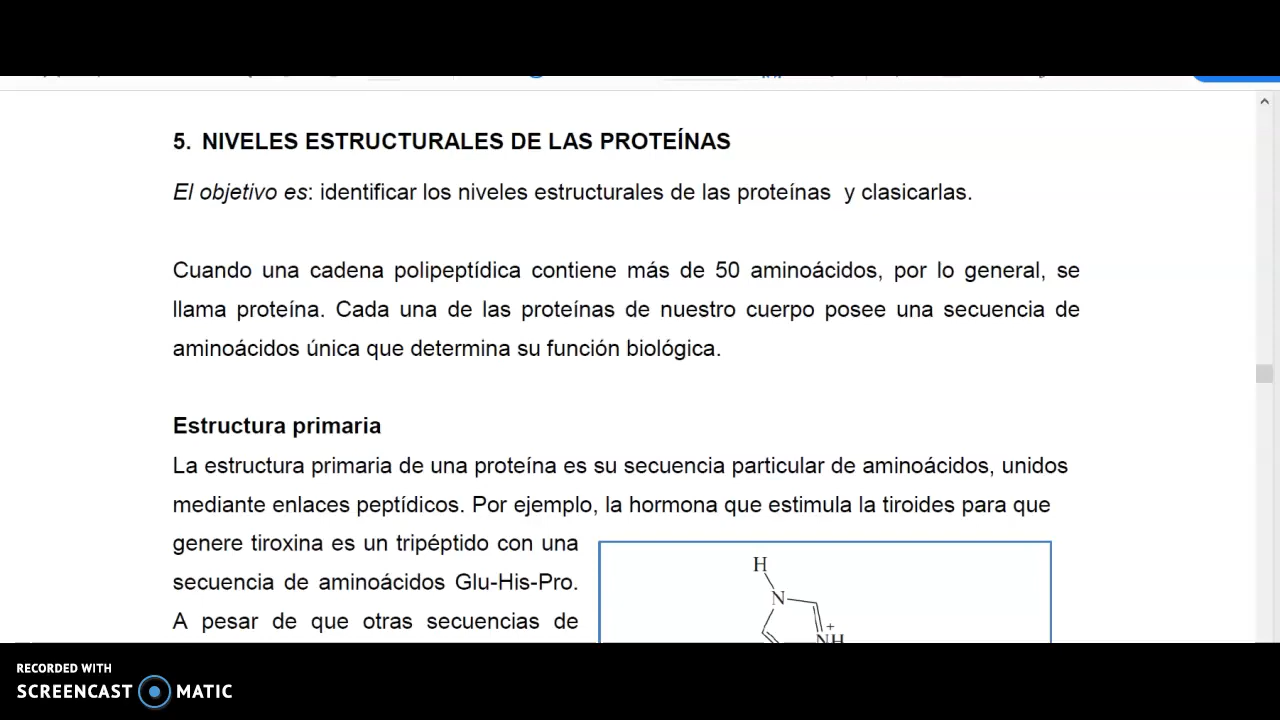 5. NIVELES ESTRUCTURALES DE LAS PROTEÍNAS
El objetivo es: identificar los niveles estructurales de las proteínas y clasicarlas.
Cuando una cadena polipeptídica contiene más de 50 aminoácidos, por lo general, se
llama proteína. Cada una de las proteínas de nuestro cuerpo posee una secuencia de
aminoácidos única que determina su función biológica.
Estructura primaria
La estructura primaria de una proteína es su secuencia particular de aminoácidos, unidos
mediante enlaces peptídicos. Por ejemplo, la hormona que estimula la tiroides para que
genere tiroxina es un tripéptido con una
secuencia de aminoácidos Glu-His-Pro.
A pesar de que otras secuencias de
H
N
+
NH
RECORDED WITH
SCREENCAST MATIC